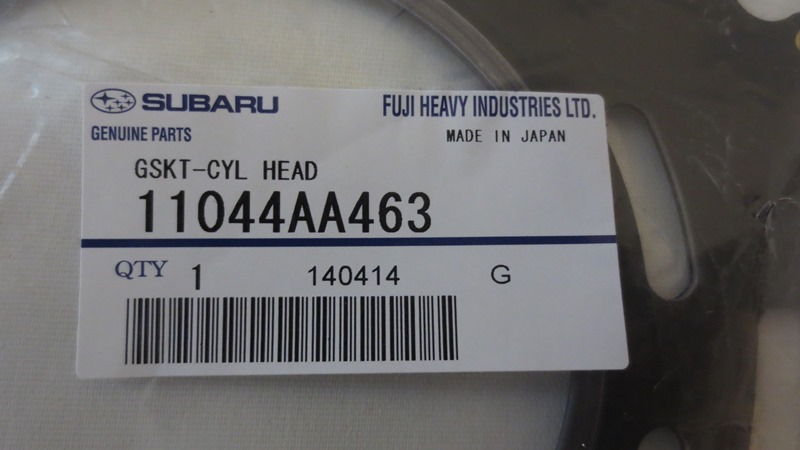 SUBARU FUJI HEAVY INDUSTRIES LTD.
GENUINE PARTS MADE IN JAPAN
GSKT-CYL HEAD
11044AA463
QTY 1 140414 G